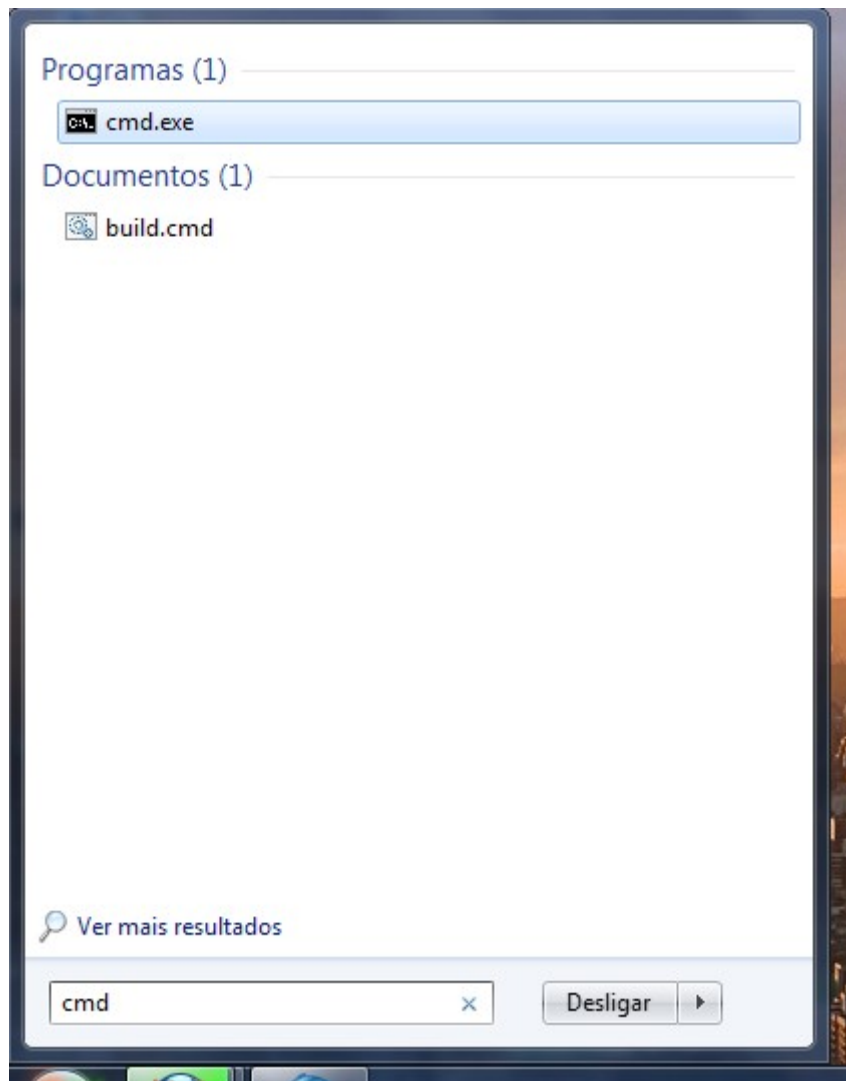 Programas (1)
cmd.exe
Documentos (1)
build.cmd
Ver mais resultados
cmd
Desligar